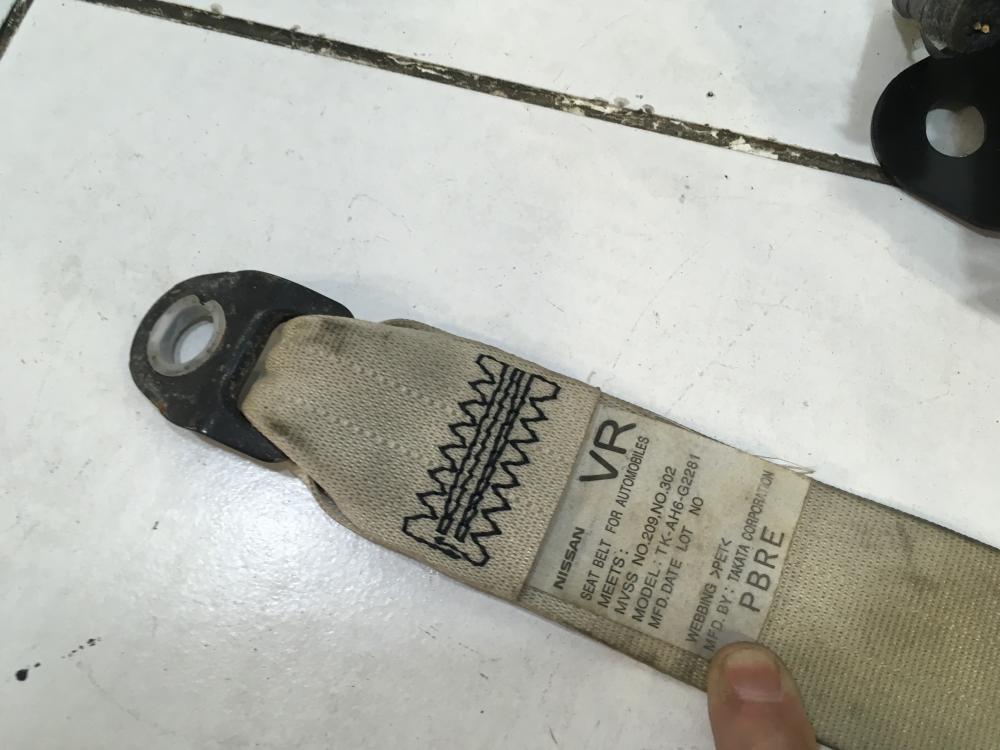 VR
NISSAN
SEAT BELT FOR AUTOMOBILES
MEETS:
MVSS NO.209,NO.302
MODEL: TK-AH6-G2281
MFD.DATE LOT NO
WEBBING >PET<
MFD.BY: TAKATA CORPORATION
PBRE